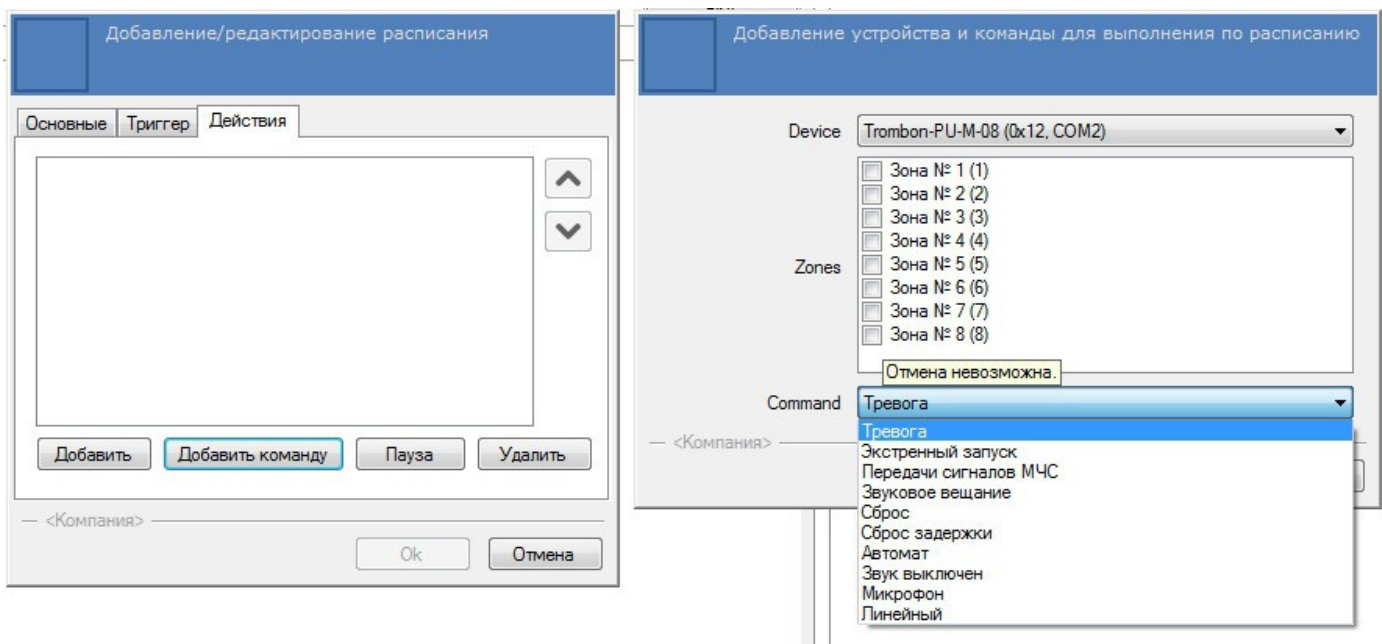 Добавление/редактирование расписания
Основные Триггер Действия
Добавить Добавить команду Пауза Удалить
<Компания>
Ok Отмена
Добавление устройства и команды для выполнения по расписанию
Device Trombon-PU-M-08 (0x12, COM2)
Зона № 1 (1)
Зона № 2 (2)
Зона № 3 (3)
Зона № 4 (4)
Zones Зона № 5 (5)
Зона № 6 (6)
Зона № 7 (7)
Зона № 8 (8)
Отмена невозможна.
Command Тревога
<Компания>
Тревога
Экстренный запуск
Передачи сигналов МЧС
Звуковое вещание
Сброс
Сброс задержки
Автомат
Звук выключен
Микрофон
Линейный